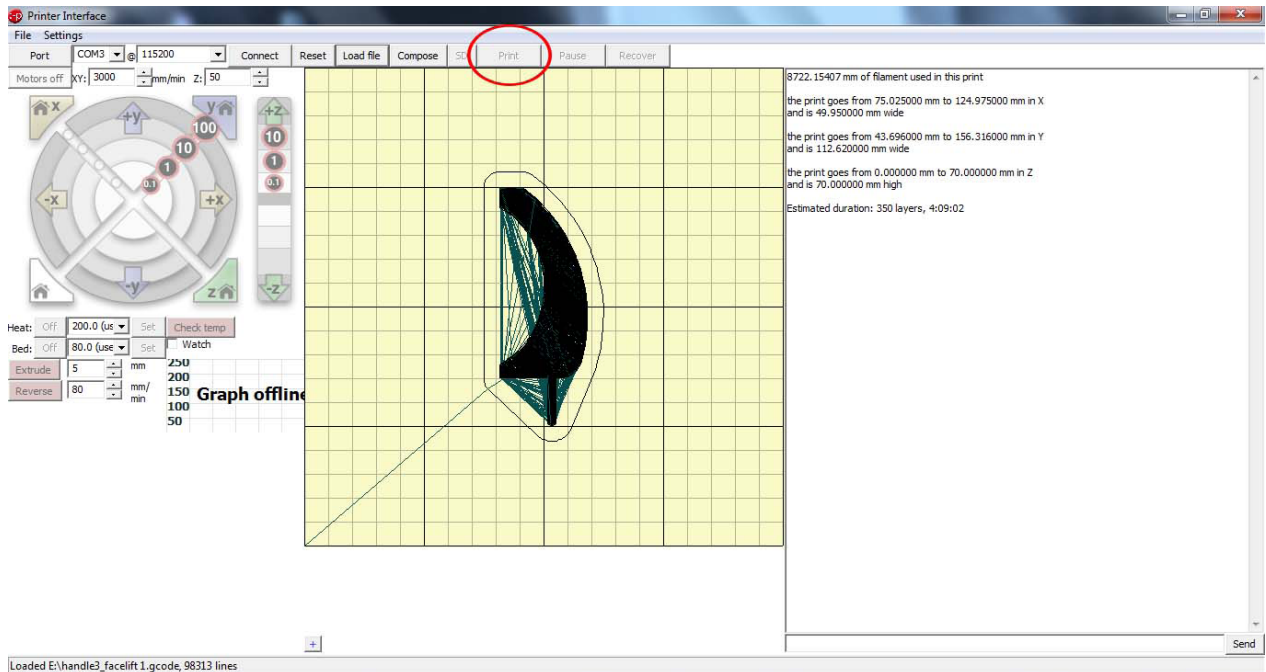 Printer Interface
File Settings
Port COM3 @ 115200 Connect Reset Load file Compose SD Print Pause Recover
Motors off XY: 3000 mm/min Z: 50
x
+y
y
100
10
1
0.1
-x
+x
-y
z
+Z
10
1
0.1
-Z
Heat: Off 200.0 (us Set Check temp
Bed: Off 80.0 (use Set Watch
Extrude 5 mm
Reverse 80 mm/
min
250
200
150
100
50
Graph offline
8722.15407 mm of filament used in this print
the print goes from 75.025000 mm to 124.975000 mm in X
and is 49.950000 mm wide
the print goes from 43.696000 mm to 156.316000 mm in Y
and is 112.620000 mm wide
the print goes from 0.000000 mm to 70.000000 mm in Z
and is 70.000000 mm high
Estimated duration: 350 layers, 4:09:02
+
Send
Loaded E:\handle3_facelift 1.gcode, 98313 lines